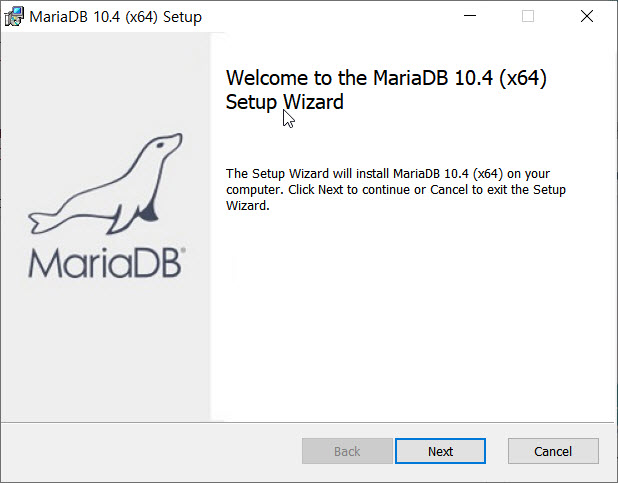 MariaDB 10.4 (x64) Setup
Welcome to the MariaDB 10.4 (x64)
Setup Wizard
The Setup Wizard will install MariaDB 10.4 (x64) on your
computer. Click Next to continue or Cancel to exit the Setup
Wizard.
MariaDB®
Back
Next
Cancel